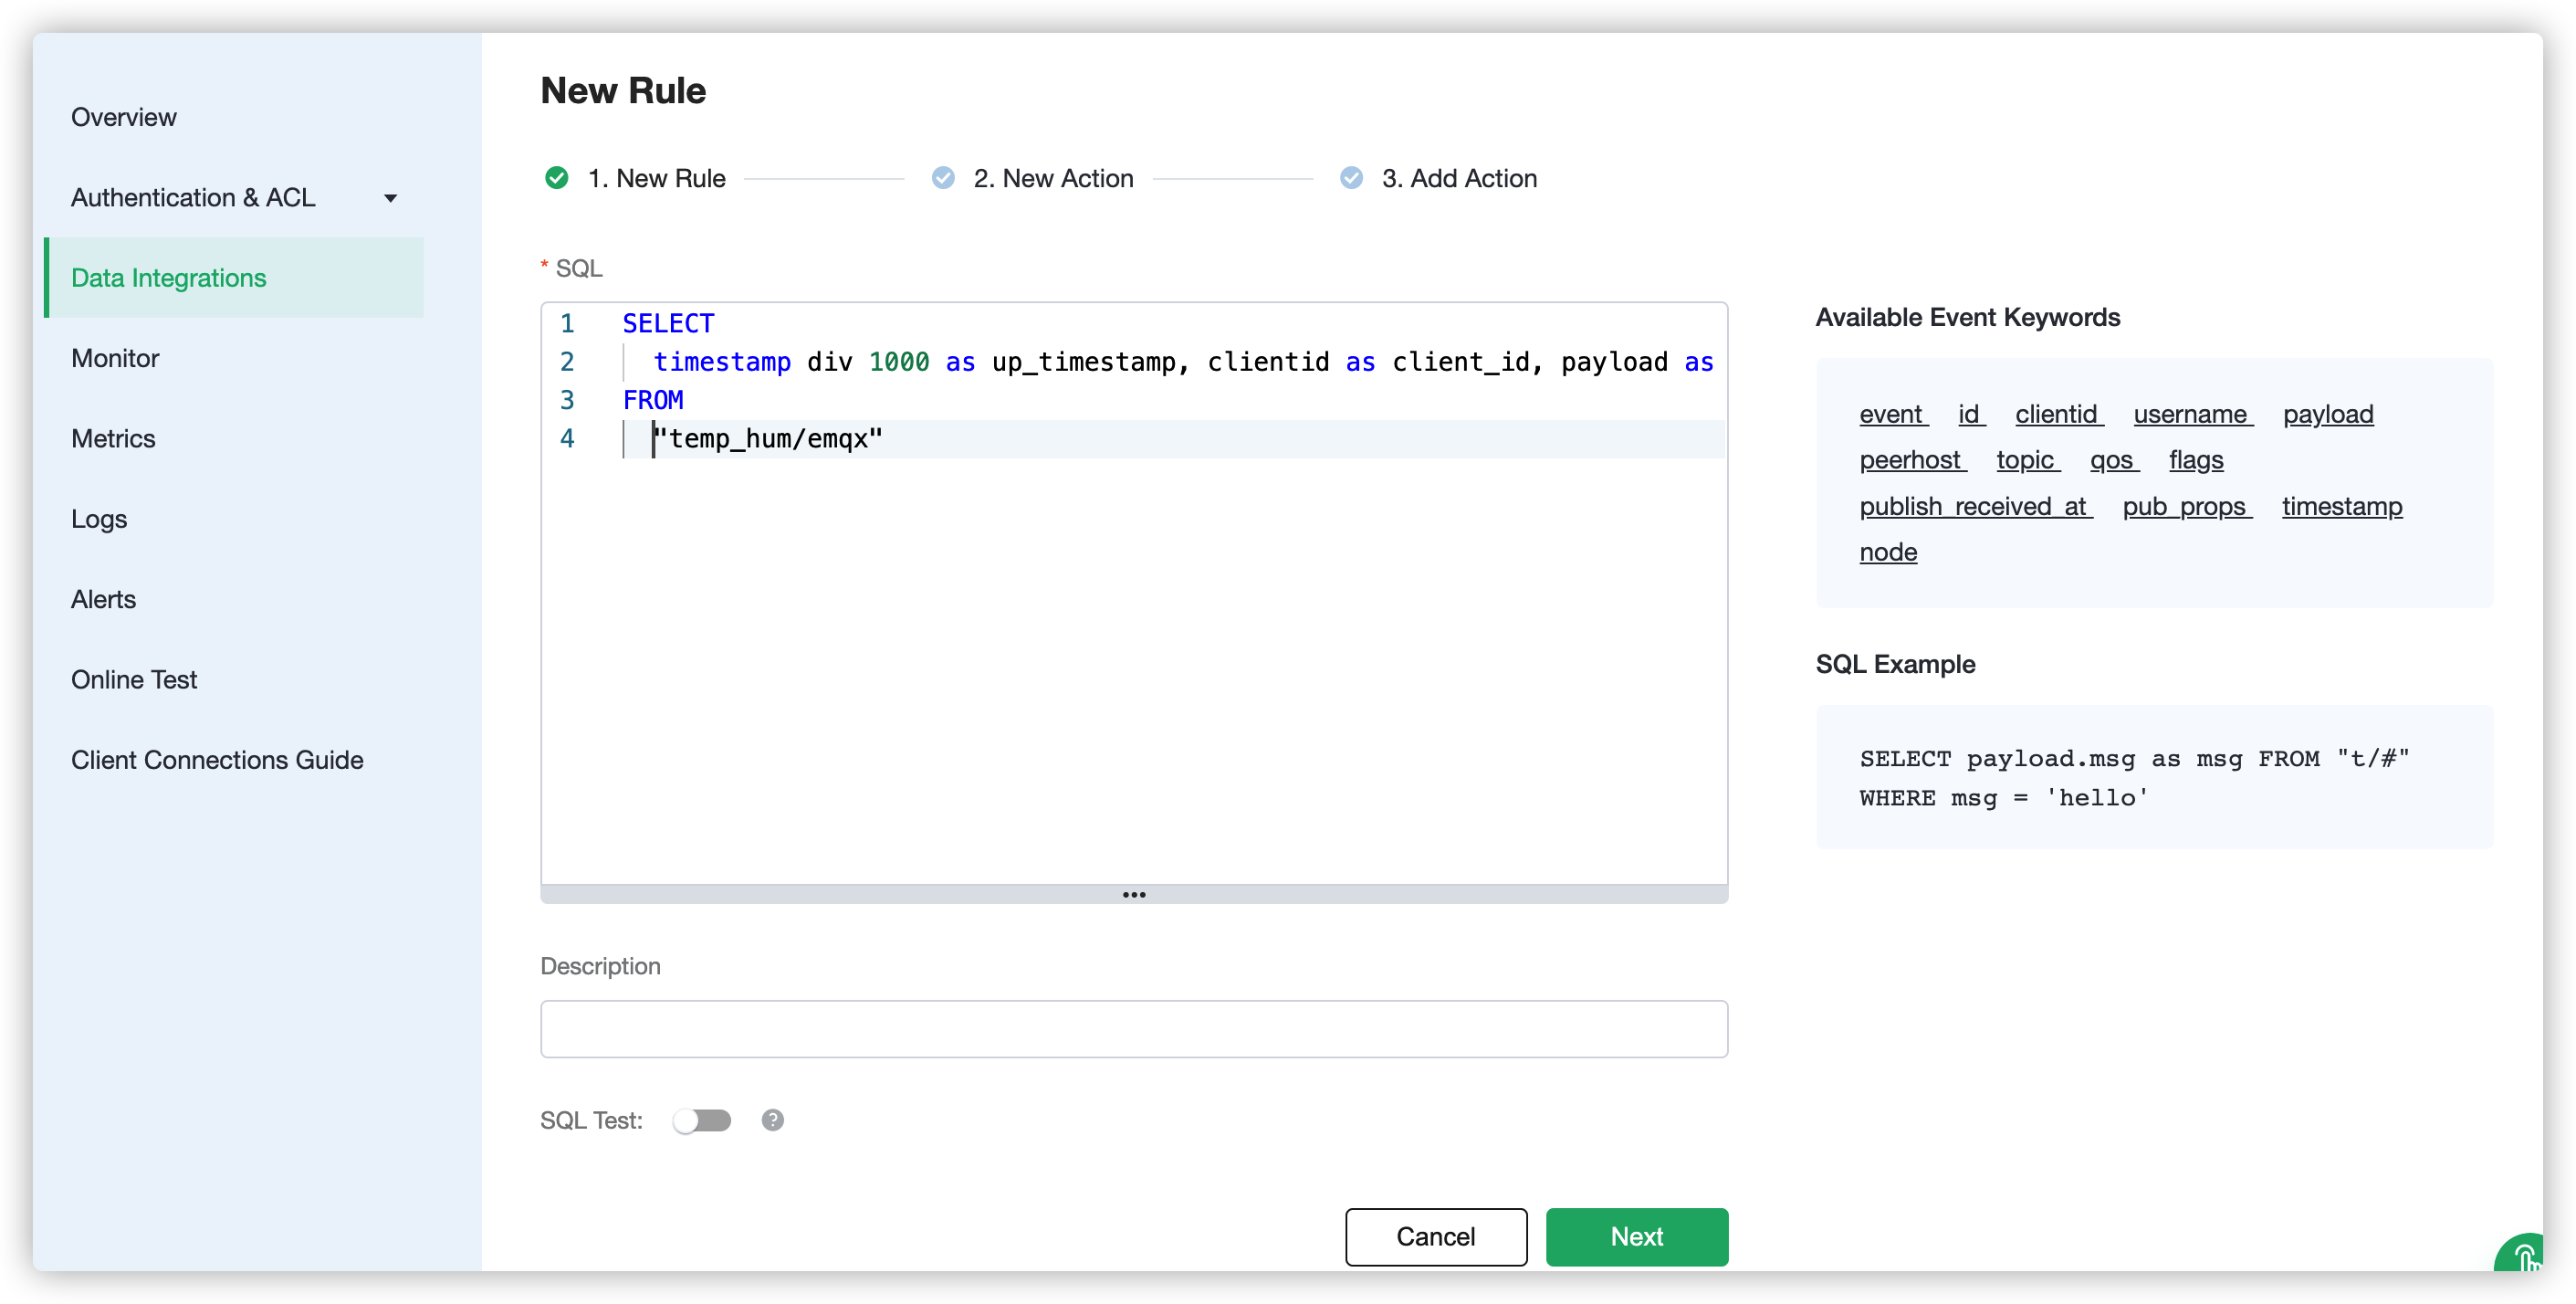 Overview
Authentication & ACL
Data Integrations
Monitor
Metrics
Logs
Alerts
Online Test
Client Connections Guide
New Rule
1. New Rule
2. New Action
3. Add Action
* SQL
1 SELECT
2 timestamp div 1000 as up_timestamp, clientid as client_id, payload as
3 FROM
4 "temp_hum/emqx"
Description
SQL Test:
?
Cancel
Next
Available Event Keywords
event id clientid username payload
peerhost topic qos flags
publish_received_at pub_props timestamp
node
SQL Example
SELECT payload.msg as msg FROM "t/#"
WHERE msg = 'hello'